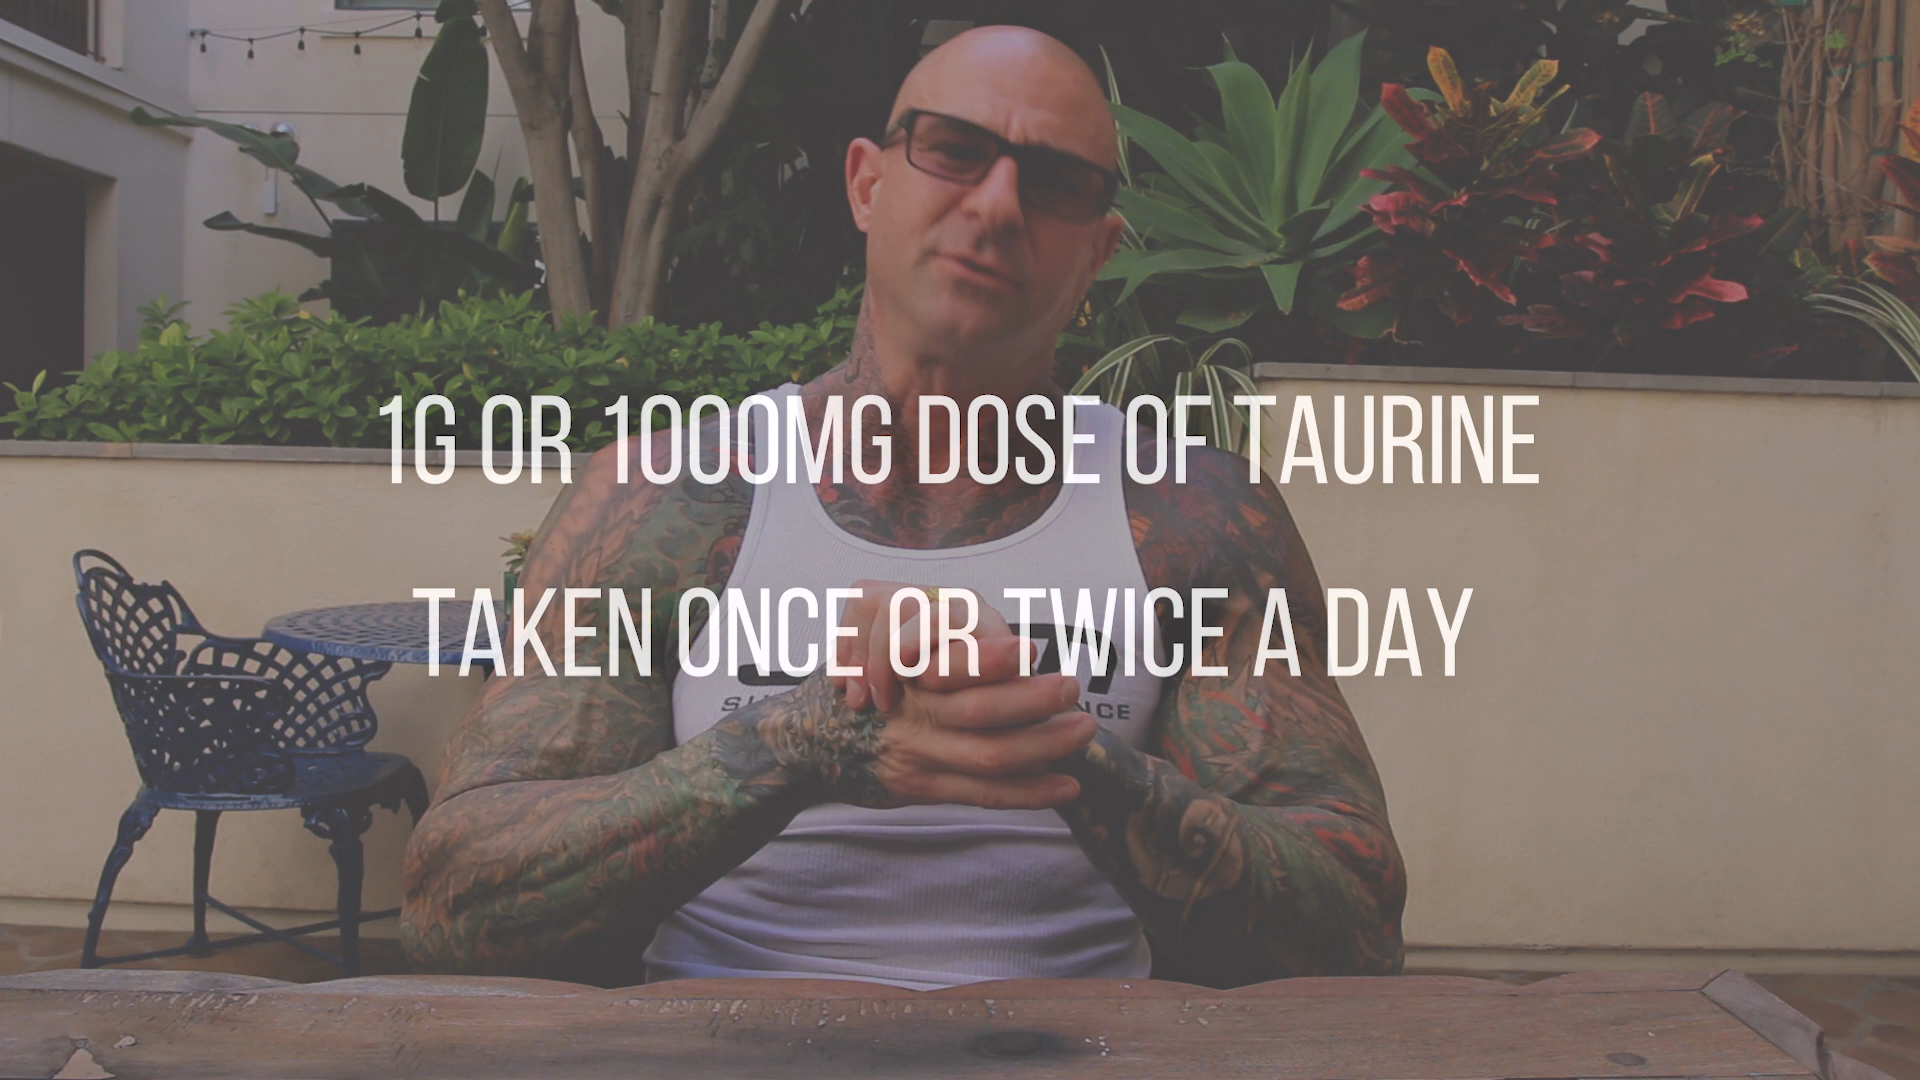 1G OR 1000MG DOSE OF TAURINE
TAKEN ONCE OR TWICE A DAY